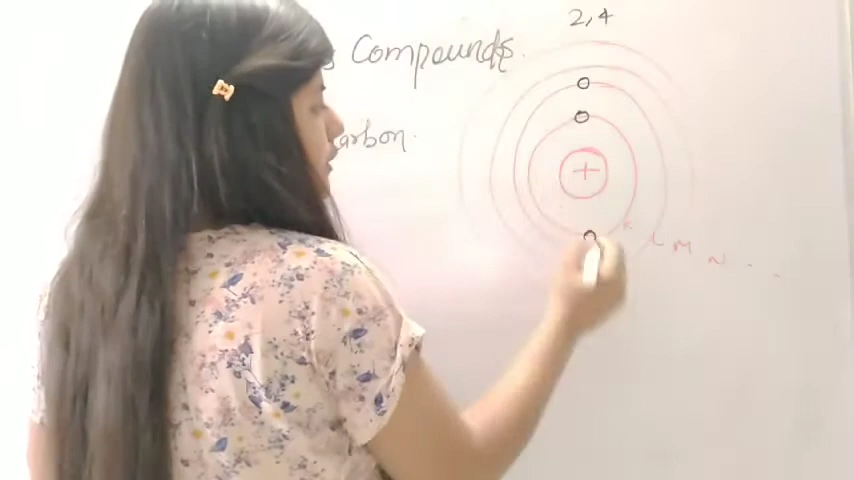 2,4
Compounds.
arbon.
+
K L M N - - -